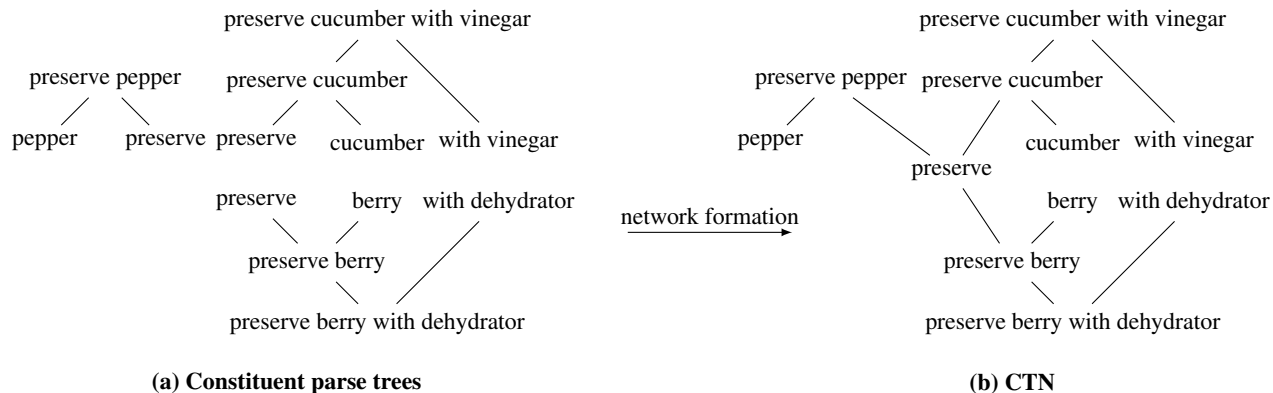 preserve cucumber with vinegar
preserve pepper
preserve cucumber
pepper
preserve
preserve
cucumber
with vinegar
preserve
berry
with dehydrator
preserve berry
preserve berry with dehydrator
(a) Constituent parse trees
network formation
preserve cucumber with vinegar
preserve pepper
preserve cucumber
pepper
cucumber
with vinegar
preserve
berry
with dehydrator
preserve berry
preserve berry with dehydrator
(b) CTN